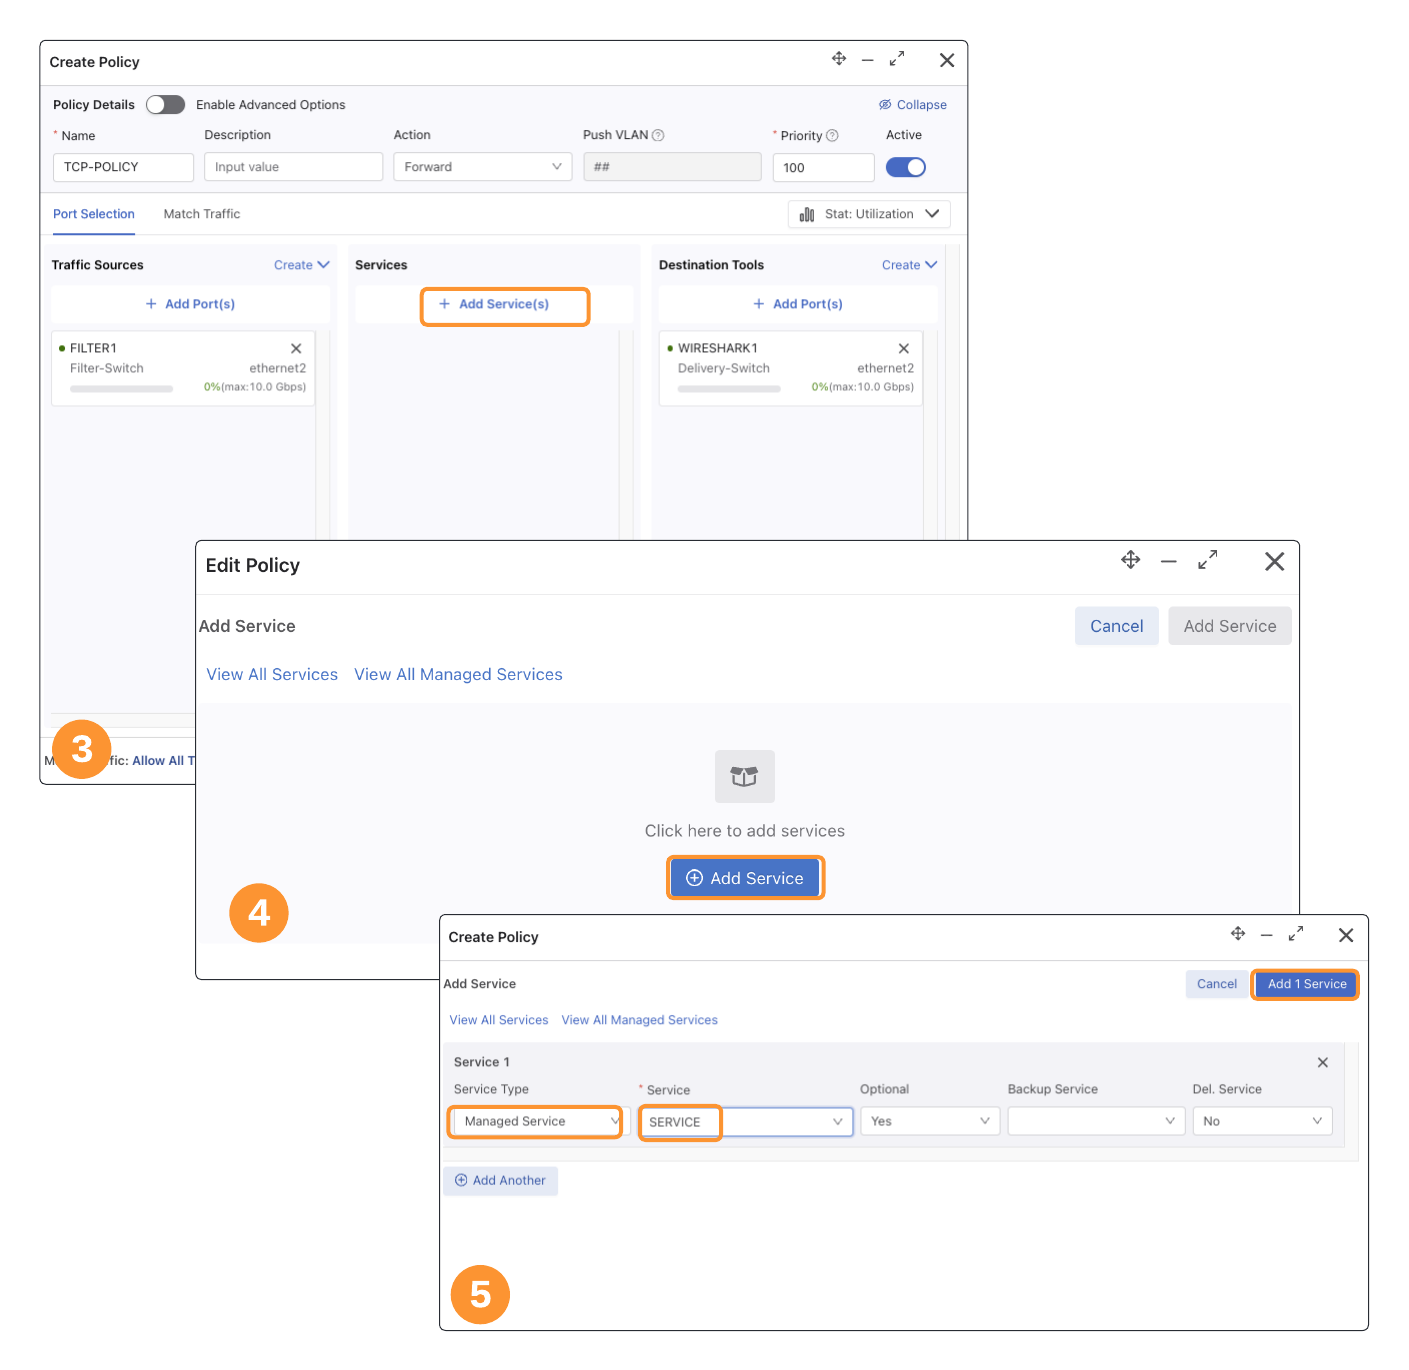 Create Policy
Policy Details Enable Advanced Options Collapse
* Name Description Action Push VLAN * Priority Active
TCP-POLICY Input value Forward ## 100
Port Selection Match Traffic Stat: Utilization
Traffic Sources Create Services Destination Tools Create
+ Add Port(s) + Add Service(s) + Add Port(s)
FILTER1 WIRESHARK1
Filter-Switch ethernet2 Delivery-Switch ethernet2
0%(max:10.0 Gbps) 0%(max:10.0 Gbps)
Edit Policy
Add Service Cancel Add Service
View All Services View All Managed Services
3
M fic: Allow All T
Click here to add services
Add Service
4
Create Policy
Add Service Cancel Add 1 Service
View All Services View All Managed Services
Service 1
Service Type * Service Optional Backup Service Del. Service
Managed Service SERVICE Yes No
Add Another
5